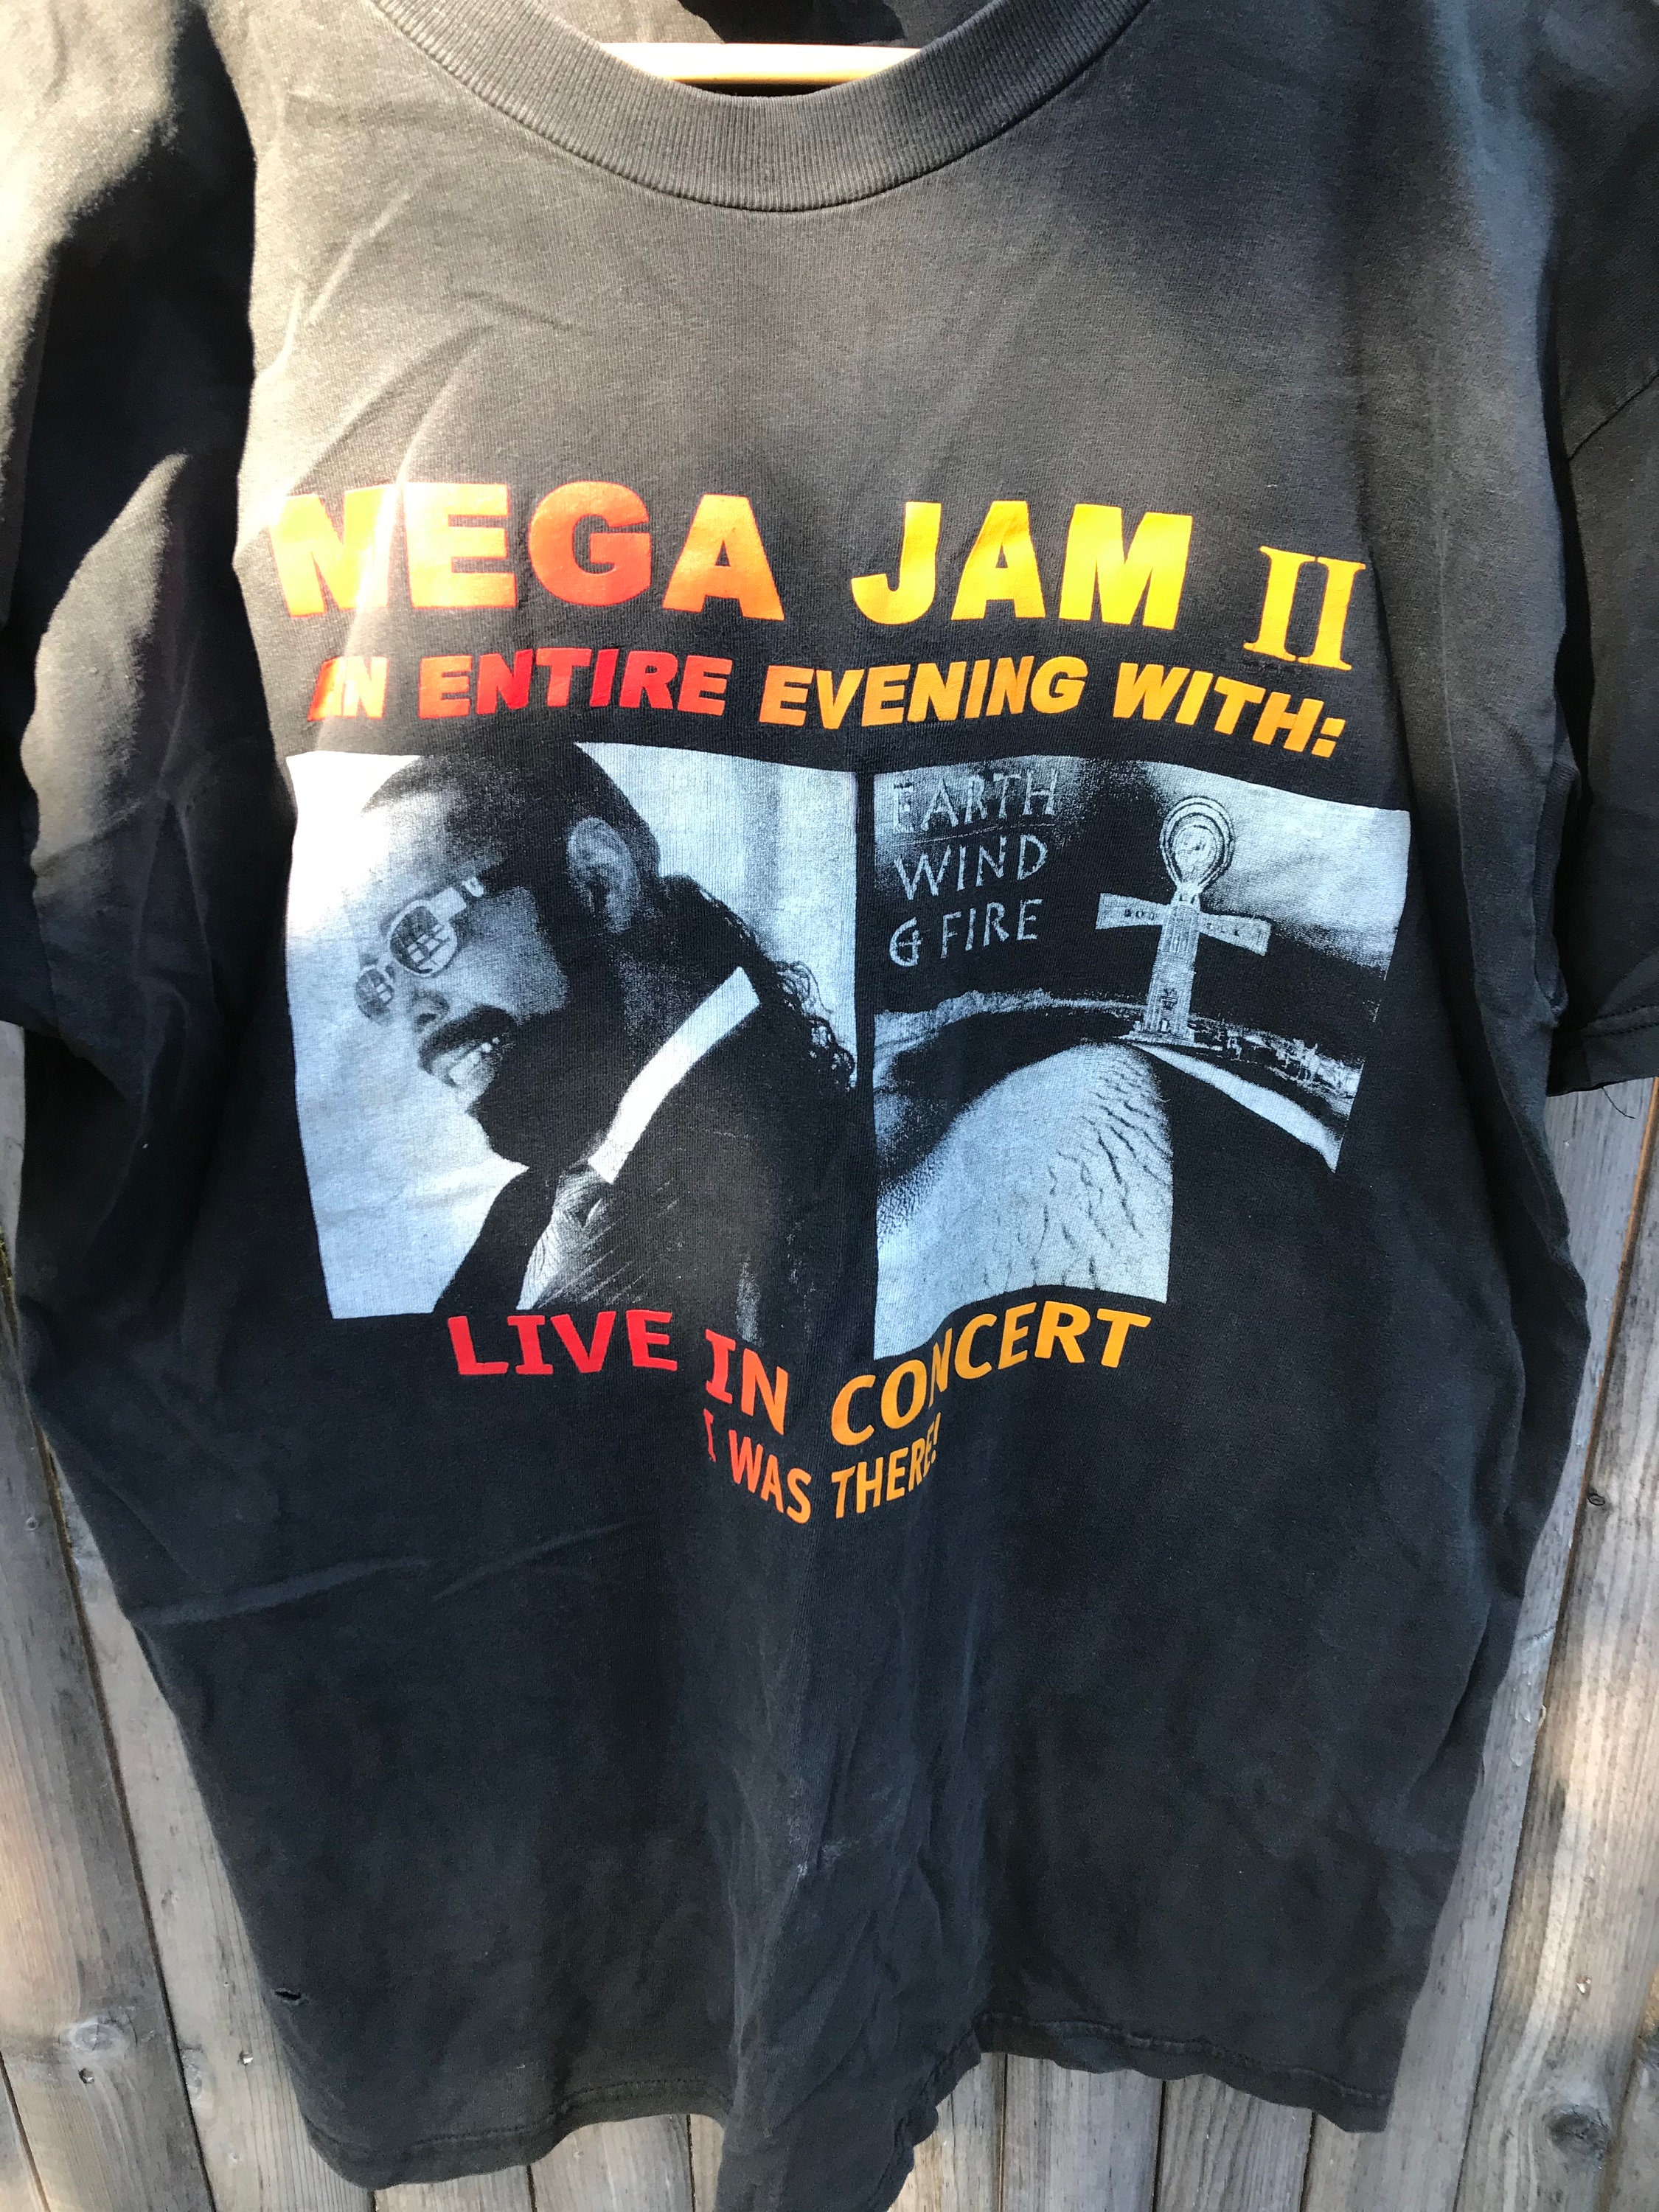 MEGA JAM II
AN ENTIRE EVENING WITH:
EARTH
WIND
& FIRE
LIVE IN CONCERT
I WAS THERE!